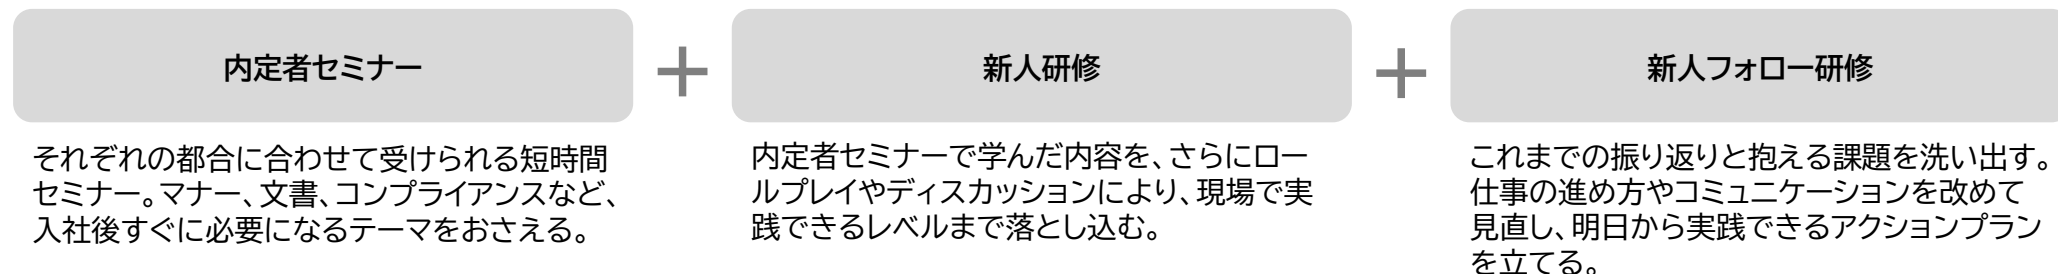 内定者セミナー
それぞれの都合に合わせて受けられる短時間
セミナー。マナー、文書、コンプライアンスなど、
入社後すぐに必要になるテーマをおさえる。
＋
新人研修
内定者セミナーで学んだ内容を、さらにロー
ルプレイやディスカッションにより、現場で実
践できるレベルまで落とし込む。
＋
新人フォロー研修
これまでの振り返りと抱える課題を洗い出す。
仕事の進め方やコミュニケーションを改めて
見直し、明日から実践できるアクションプラン
を立てる。